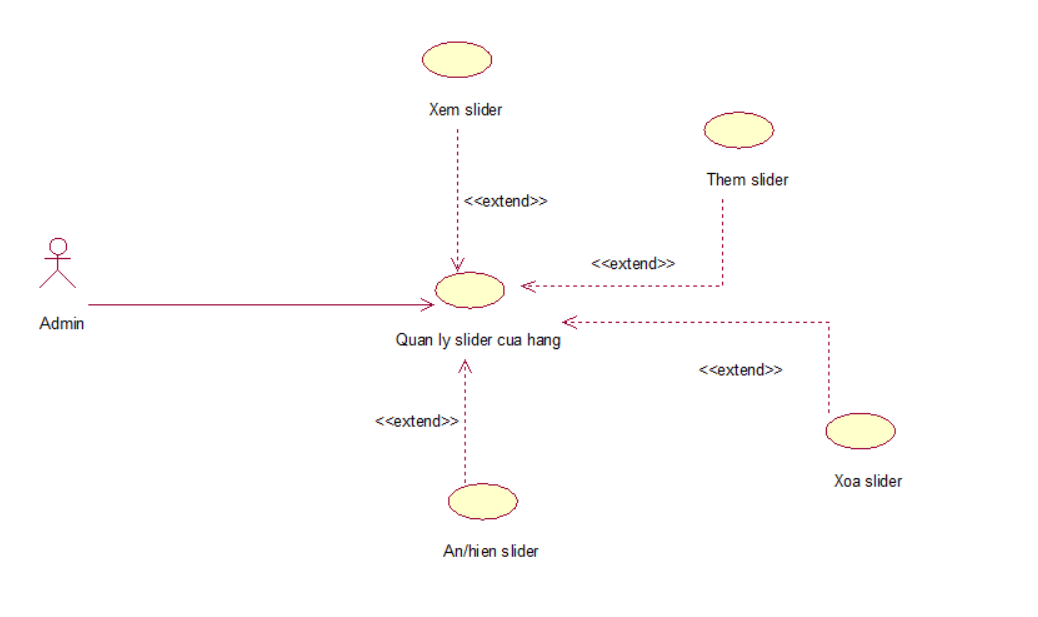 Xem slider
Them slider
<<extend>>
<<extend>>
Admin
Quan ly slider cua hang
<<extend>>
<<extend>>
Xoa slider
An/hien slider